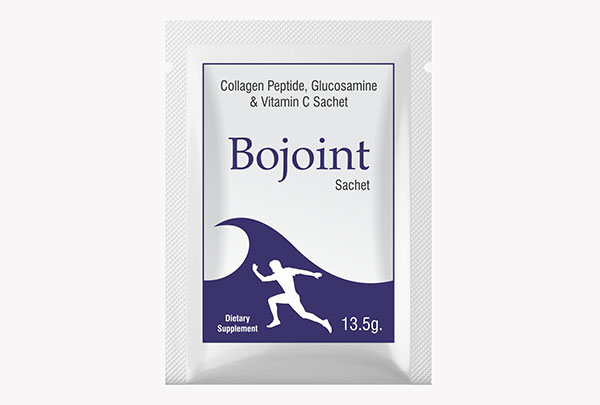 Collagen Peptide, Glucosamine
& Vitamin C Sachet
Bojoint
Sachet
Dietary
Supplement
13.5g.